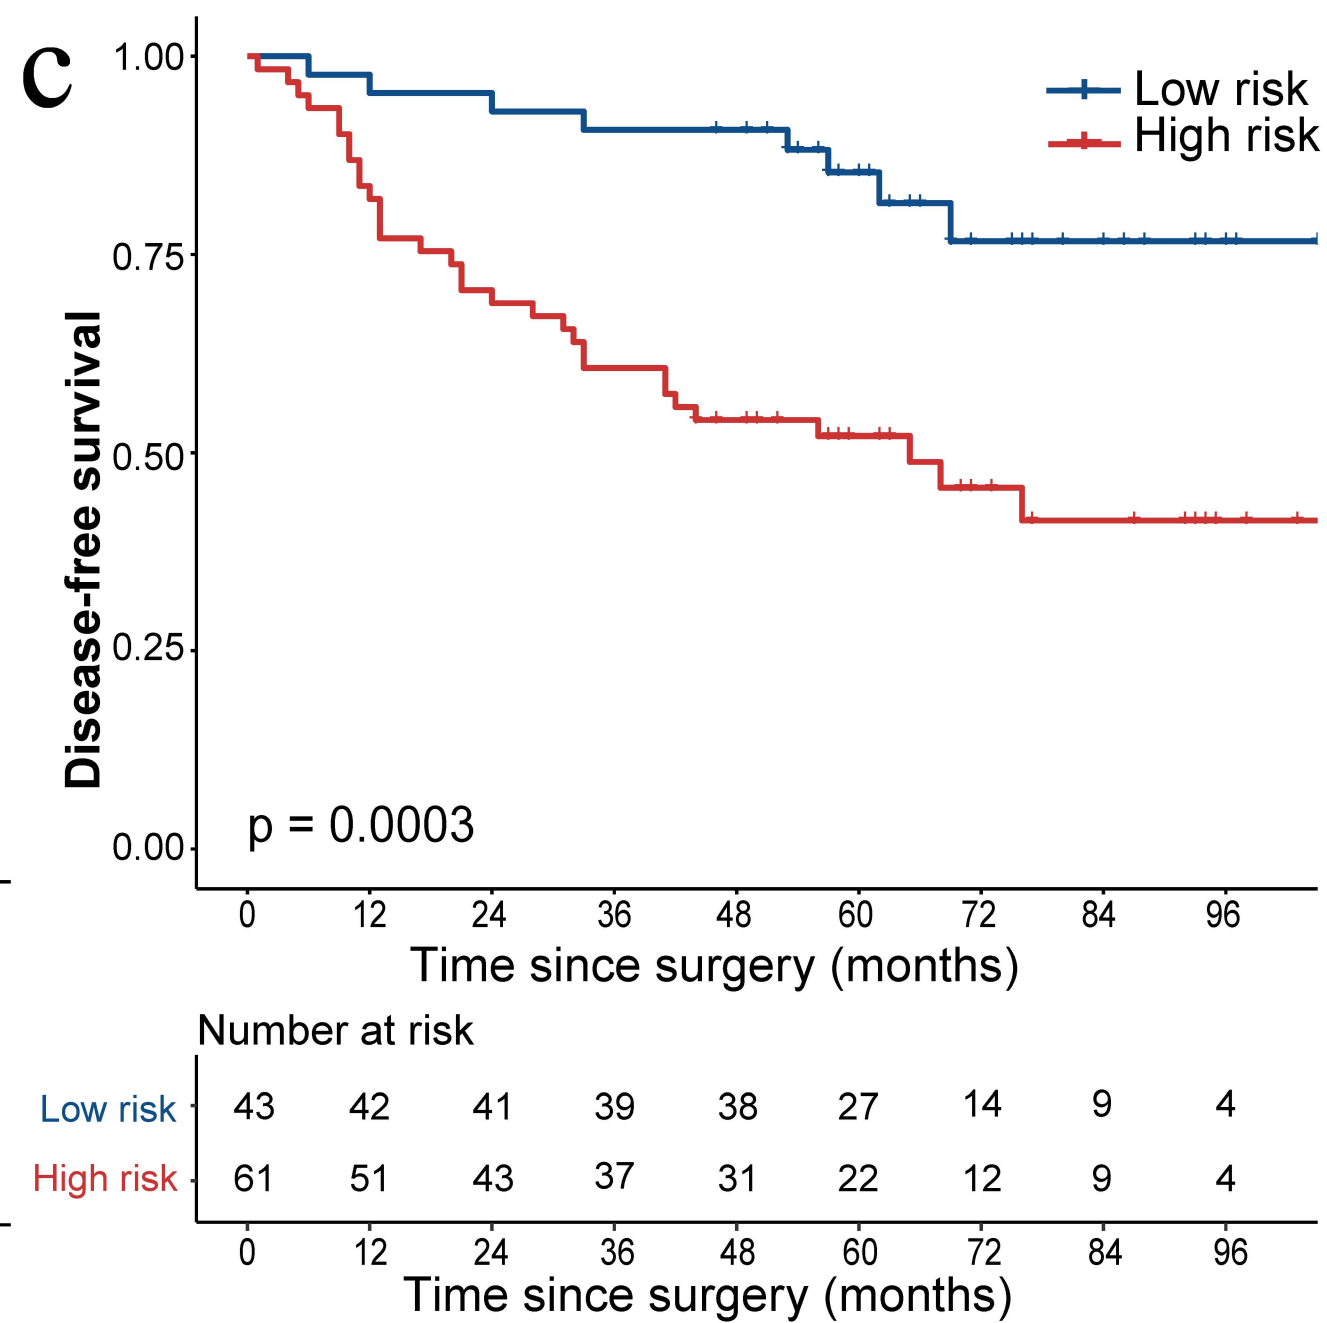 c
Low risk
High risk
Disease-free survival
1.00
0.75
0.50
0.25
0.00
p = 0.0003
0 12 24 36 48 60 72 84 96
Time since surgery (months)
Number at risk
Low risk 43 42 41 39 38 27 14 9 4
High risk 61 51 43 37 31 22 12 9 4
0 12 24 36 48 60 72 84 96
Time since surgery (months)